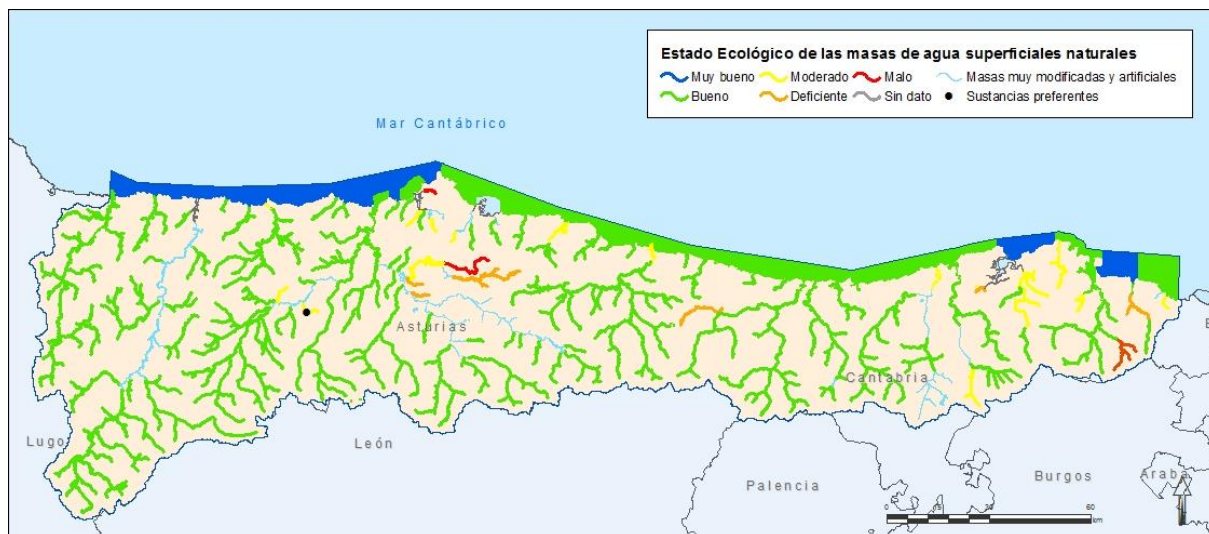 Estado Ecológico de las masas de agua superficiales naturales
Muy bueno Moderado Malo Masas muy modificadas y artificiales
Bueno Deficiente Sin dato Sustancias preferentes
Mar Cantábrico
Asturias
Cantabria
Lugo
León
Palencia
Burgos
Araba
60
km